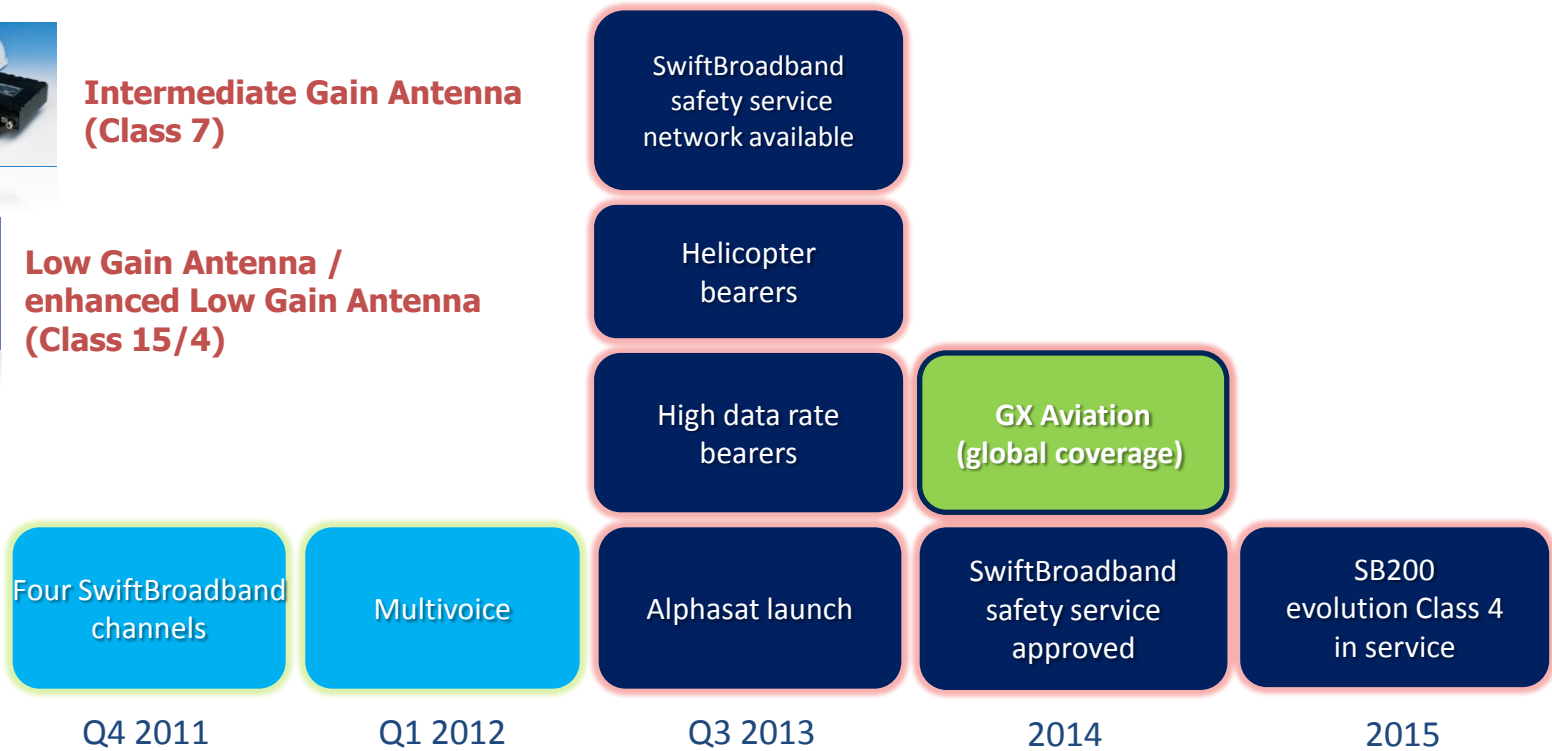 Intermediate Gain Antenna
(Class 7)
Low Gain Antenna /
enhanced Low Gain Antenna
(Class 15/4)
SwiftBroadband
safety service
network available
Helicopter
bearers
High data rate
bearers
GX Aviation
(global coverage)
Four SwiftBroadband
channels
Multivoice
Alphasat launch
SwiftBroadband
safety service
approved
SB200
evolution Class 4
in service
Q4 2011
Q1 2012
Q3 2013
2014
2015